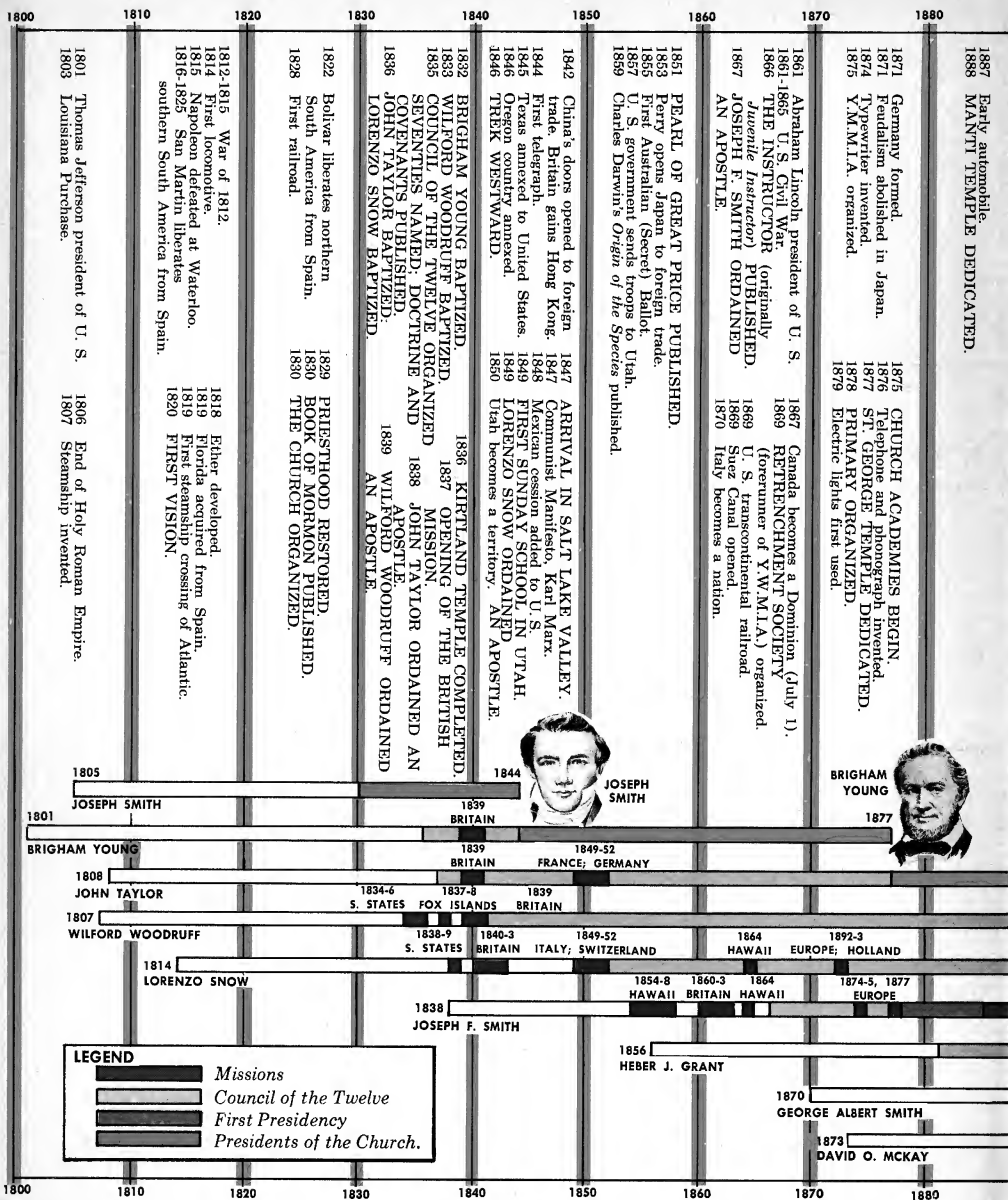 1800 1810 1820 1830 1840 1850 1860 1870 1880
1801 Thomas Jefferson president of U. S.
1803 Louisiana Purchase.
1806 End of Holy Roman Empire.
1807 Steamship invented.
1812-1815 War of 1812.
1814 First locomotive.
1815 Napoleon defeated at Waterloo.
1816-1825 San Martin liberates
southern South America from Spain.
1818 Ether developed.
1819 Florida acquired from Spain.
1819 First steamship crossing of Atlantic.
1820 FIRST VISION.
1822 Bolivar liberates northern
South America from Spain.
1828 First railroad.
1829 PRIESTHOOD RESTORED.
1830 BOOK OF MORMON PUBLISHED.
1830 THE CHURCH ORGANIZED.
1832 BRIGHAM YOUNG BAPTIZED.
1833 WILFORD WOODRUFF BAPTIZED.
1835 COUNCIL OF THE TWELVE ORGANIZED
SEVENTIES NAMED; DOCTRINE AND
COVENANTS PUBLISHED.
1836 JOHN TAYLOR BAPTIZED:
LORENZO SNOW BAPTIZED.
1836 KIRTLAND TEMPLE COMPLETED.
1837 OPENING OF THE BRITISH
MISSION.
1838 JOHN TAYLOR ORDAINED AN
APOSTLE.
1839 WILFORD WOODRUFF ORDAINED
AN APOSTLE.
1842 China's doors opened to foreign
trade. Britain gains Hong Kong.
1844 First telegraph.
1845 Texas annexed to United States.
1846 Oregon country annexed.
1846 TREK WESTWARD.
1847 ARRIVAL IN SALT LAKE VALLEY.
1847 Communist Manifesto, Karl Marx.
1848 Mexican cession added to U.S.
1849 FIRST SUNDAY SCHOOL IN UTAH.
1849 LORENZO SNOW ORDAINED
AN APOSTLE.
1850 Utah becomes a territory.
1851 PEARL OF GREAT PRICE PUBLISHED.
1853 Perry opens Japan to foreign trade.
1855 First Australian (Secret) Ballot.
1857 U. S. government sends troops to Utah.
1859 Charles Darwin's Origin of the Species published.
1861 Abraham Lincoln president of U. S.
1861-1865 U.S. Civil War.
1866 THE INSTRUCTOR (originally
Juvenile Instructor) PUBLISHED.
1867 JOSEPH F. SMITH ORDAINED
AN APOSTLE.
1867 Canada becomes a Dominion (July 1).
1869 RETRENCHMENT SOCIETY
(forerunner of Y.W.M.I.A.) organized.
1869 U. S. transcontinental railroad.
1869 Suez Canal opened.
1870 Italy becomes a nation.
1871 Germany formed.
1871 Feudalism abolished in Japan.
1874 Typewriter invented.
1875 Y.M.M.I.A. organized.
1875 CHURCH ACADEMIES BEGIN.
1876 Telephone and phonograph invented.
1877 ST. GEORGE TEMPLE DEDICATED.
1878 PRIMARY ORGANIZED.
1879 Electric lights first used.
1887 Early automobile.
1888 MANTI TEMPLE DEDICATED.
1805 1844
JOSEPH SMITH
JOSEPH
SMITH
BRIGHAM
YOUNG
1839
BRITAIN
1801 1877
BRIGHAM YOUNG
1839 1849-52
BRITAIN FRANCE; GERMANY
1808
JOHN TAYLOR
1834-6 1837-8 1839
S. STATES FOX ISLANDS BRITAIN
1807
WILFORD WOODRUFF
1838-9 1840-3 1849-52 1864 1892-3
S. STATES BRITAIN ITALY; SWITZERLAND HAWAII EUROPE; HOLLAND
1814
LORENZO SNOW
1854-8 1860-3 1864 1874-5, 1877
HAWAII BRITAIN HAWAII EUROPE
1838
JOSEPH F. SMITH
1856
HEBER J. GRANT
1870
GEORGE ALBERT SMITH
1873
DAVID O. MCKAY
LEGEND
Missions
Council of the Twelve
First Presidency
Presidents of the Church.
1800 1810 1820 1830 1840 1850 1860 1870 1880